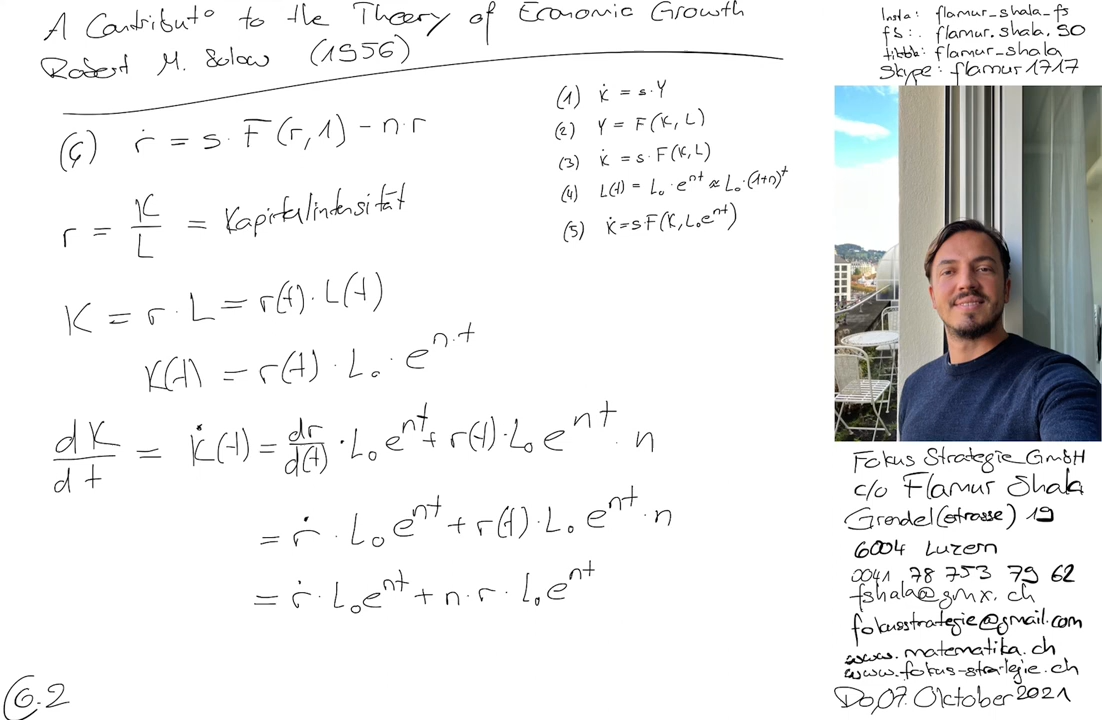 A Contributo to the Theory of Economic Growth
Robert M. Solow (1956)
(6) ṙ = s. F(r,1) - n.r
r = K/L = Kapitalintensität
K = r.L = r(t).L(t)
K(t) = r(t).L₀.e^n.t
dK/dt = K̇(t) = dr/d(t) . L₀e^nt + r(t).L₀e^nt.n
= ṙ . L₀e^nt + r(t).L₀e^nt.n
= ṙ.L₀e^nt + n.r.L₀e^nt
6.2
(1) K̇ = s.Y
(2) Y = F(K,L)
(3) K̇ = s.F(K,L)
(4) L(t) = L₀.e^nt ≈ L₀.(1+n)^t
(5) K̇=sF(K,L₀e^nt)
Insta: flamur_shala_fs
fb: flamur.shala.90
tiktok: flamur_shala
Skype: flamur1717
Fokus Strategie GmbH
c/o Flamur Shala
Grendel(strasse) 19
6004 Luzern
0041 78 753 79 62
fshala@gmx.ch
fokusstrategie@gmail.com
www.matematika.ch
www.fokus-strategie.ch
Do,07.Oktober 2021